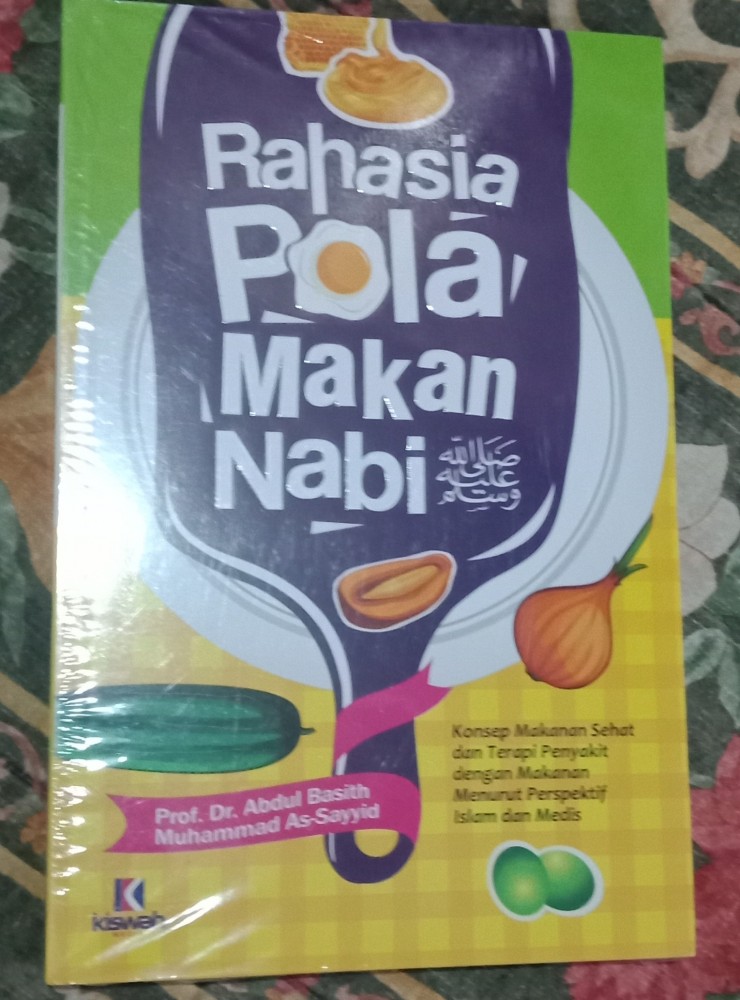 Rahasia
Pola
Makan
Nabi
صلى الله
عليه
وسلم
Konsep Makanan Sehat
dan Terapi Penyakit
dengan Makanan
Menurut Perspektif
Islam dan Medis
Prof. Dr. Abdul Basith
Muhammad As-Sayyid
kiswah